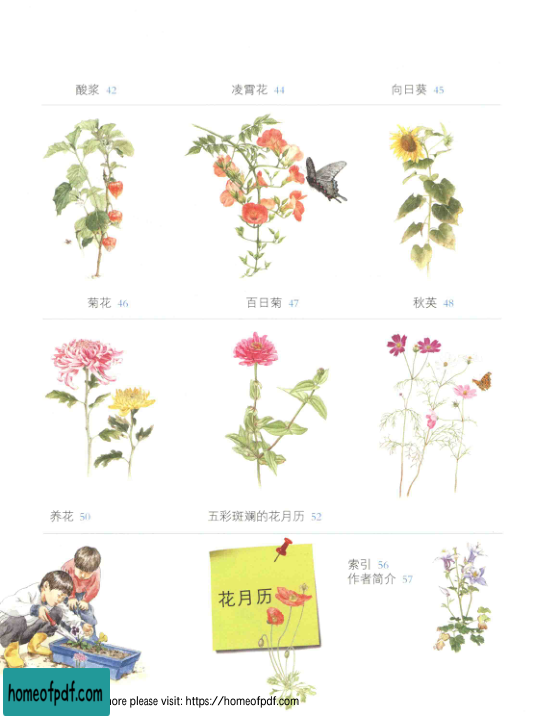 酸浆 42
凌霄花 44
向日葵 45
菊花 46
百日菊 47
秋英 48
养花 50
五彩斑斓的花月历 52
花月历
索引 56
作者简介 57
homeofpdf.com
more please visit: https://homeofpdf.com